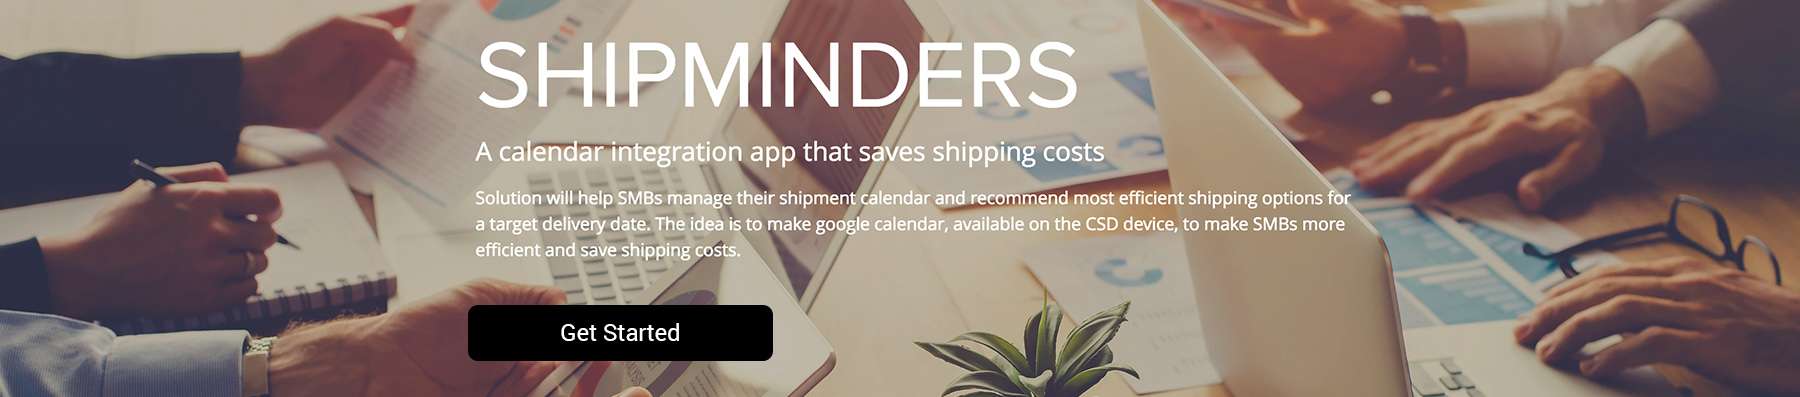 SHIPMINDERS
A calendar integration app that saves shipping costs
Solution will help SMBs manage their shipment calendar and recommend most efficient shipping options for
a target delivery date. The idea is to make google calendar, available on the CSD device, to make SMBs more
efficient and save shipping costs.
Get Started